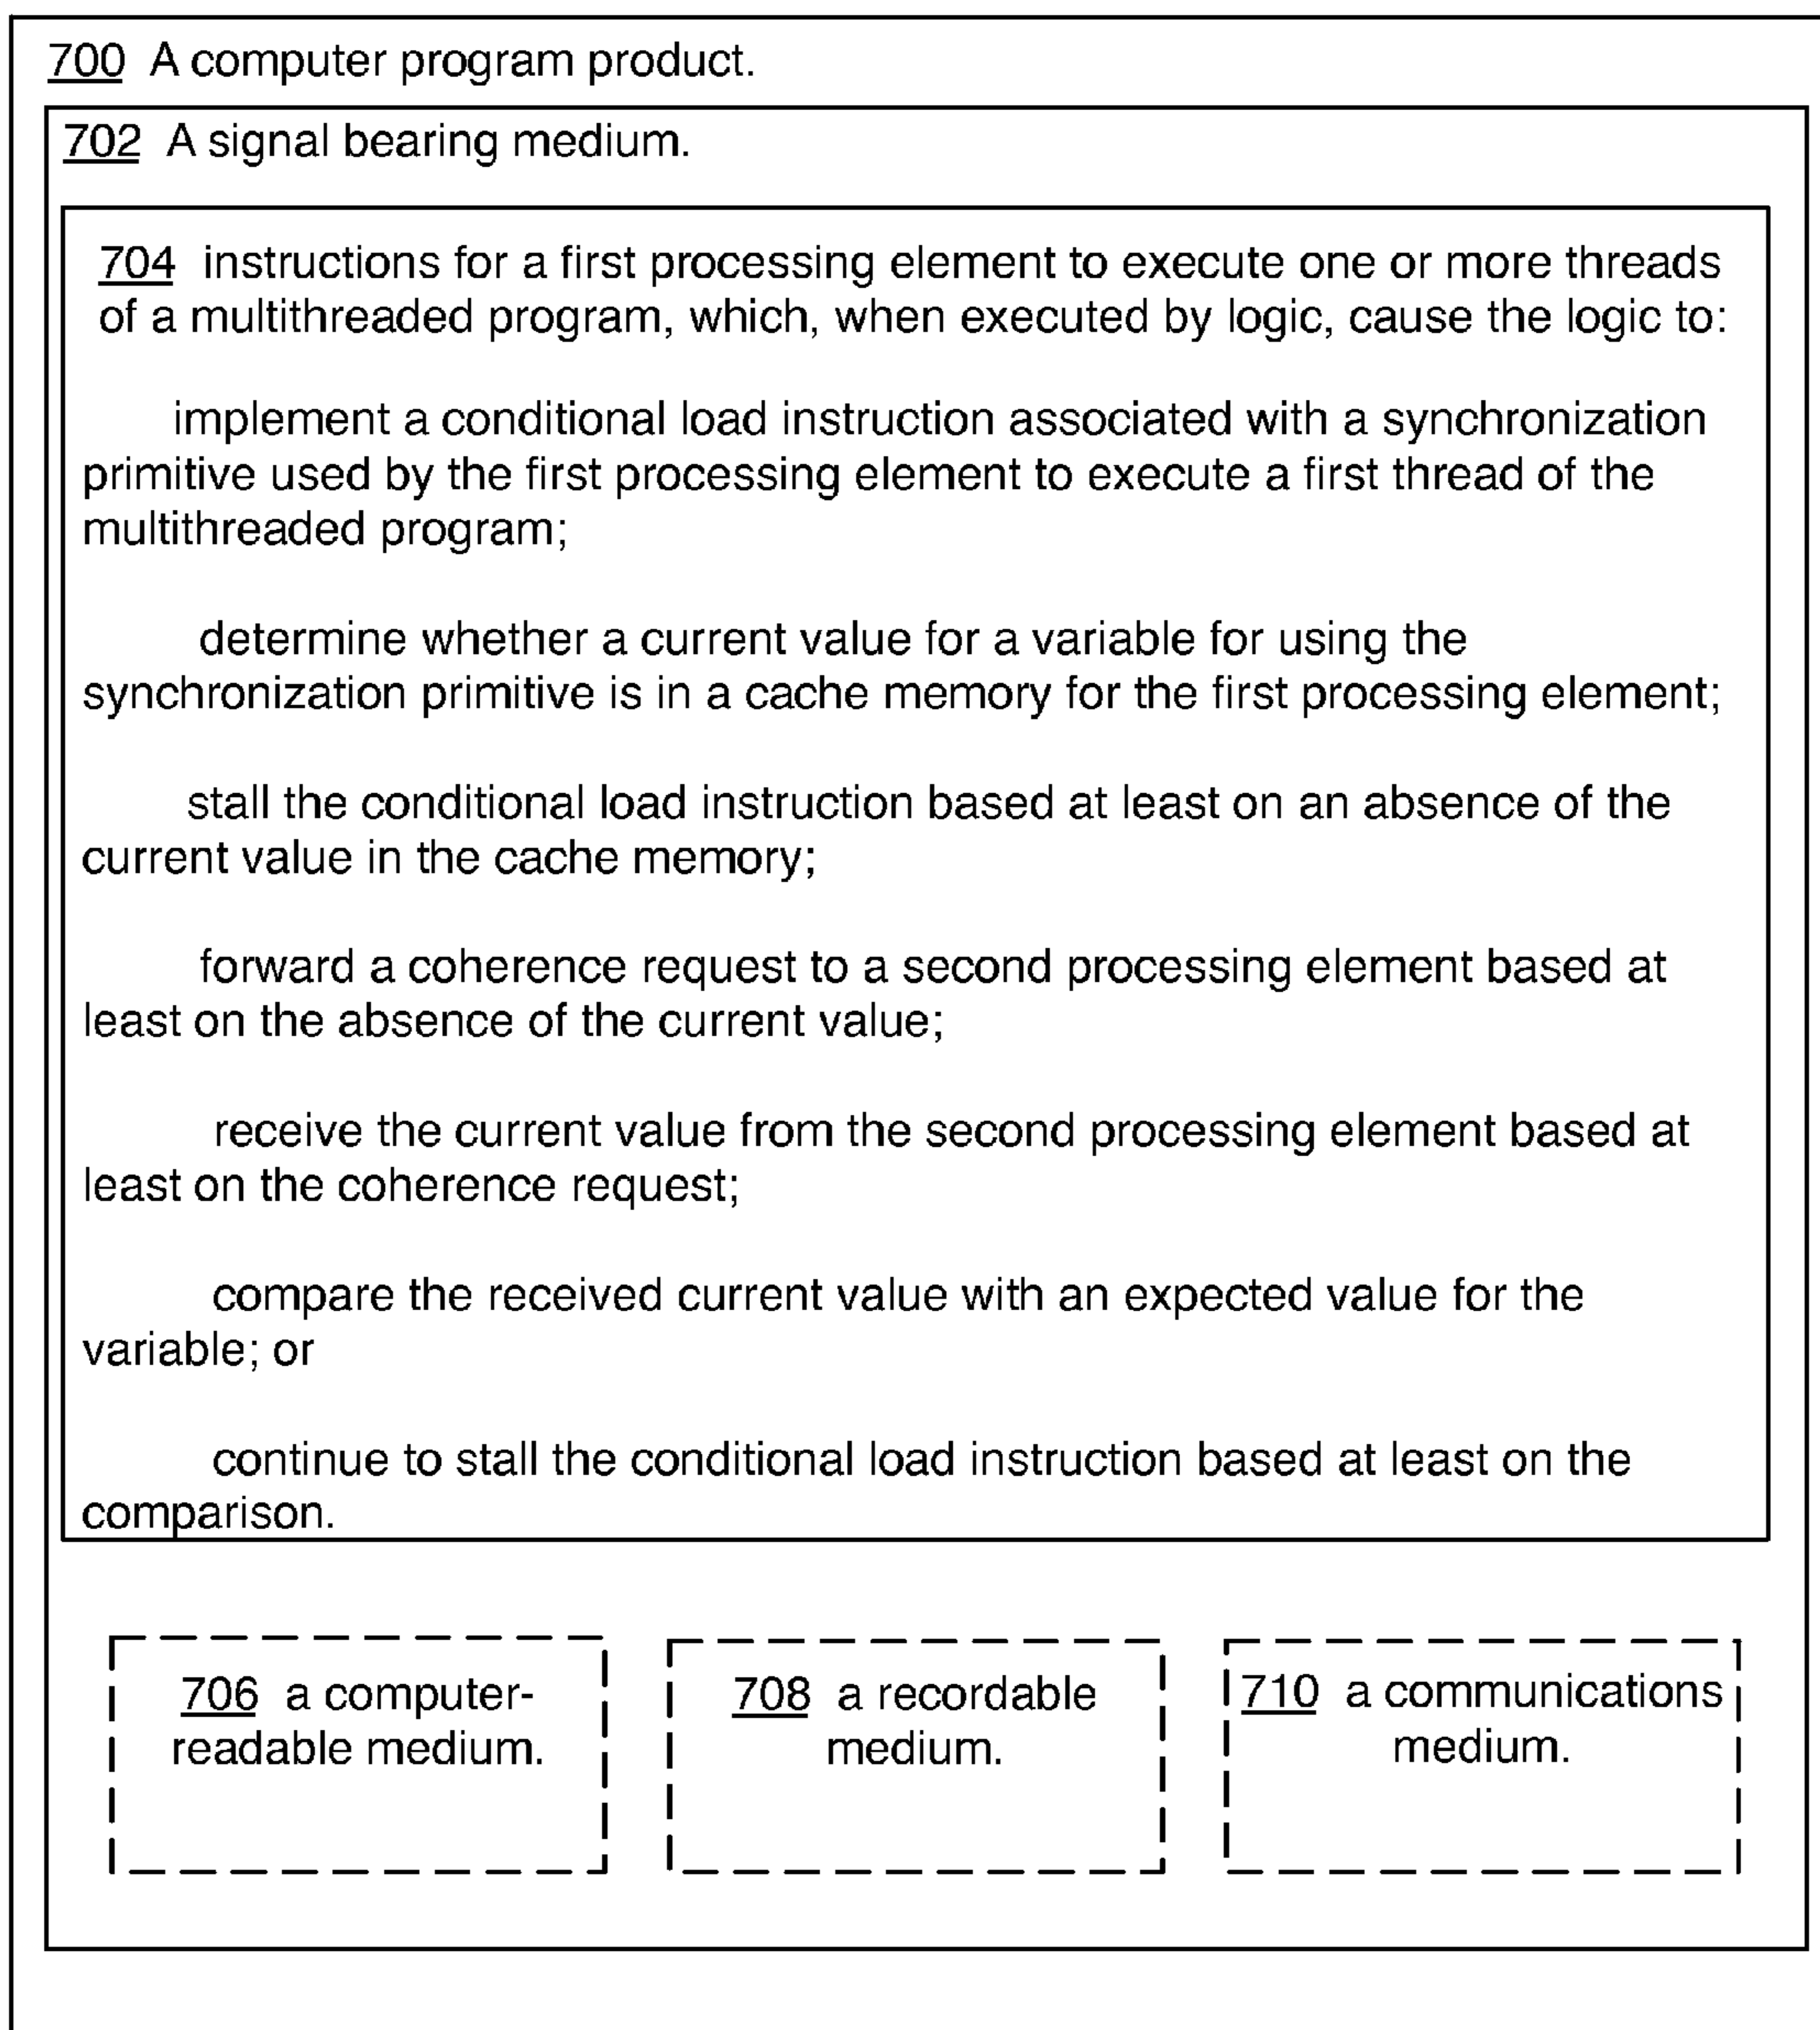 700 A computer program product.
702 A signal bearing medium.
704 instructions for a first processing element to execute one or more threads
of a multithreaded program, which, when executed by logic, cause the logic to:
implement a conditional load instruction associated with a synchronization
primitive used by the first processing element to execute a first thread of the
multithreaded program;
determine whether a current value for a variable for using the
synchronization primitive is in a cache memory for the first processing element;
stall the conditional load instruction based at least on an absence of the
current value in the cache memory;
forward a coherence request to a second processing element based at
least on the absence of the current value;
receive the current value from the second processing element based at
least on the coherence request;
compare the received current value with an expected value for the
variable; or
continue to stall the conditional load instruction based at least on the
comparison.
706 a computer-
readable medium.
708 a recordable
medium.
710 a communications
medium.